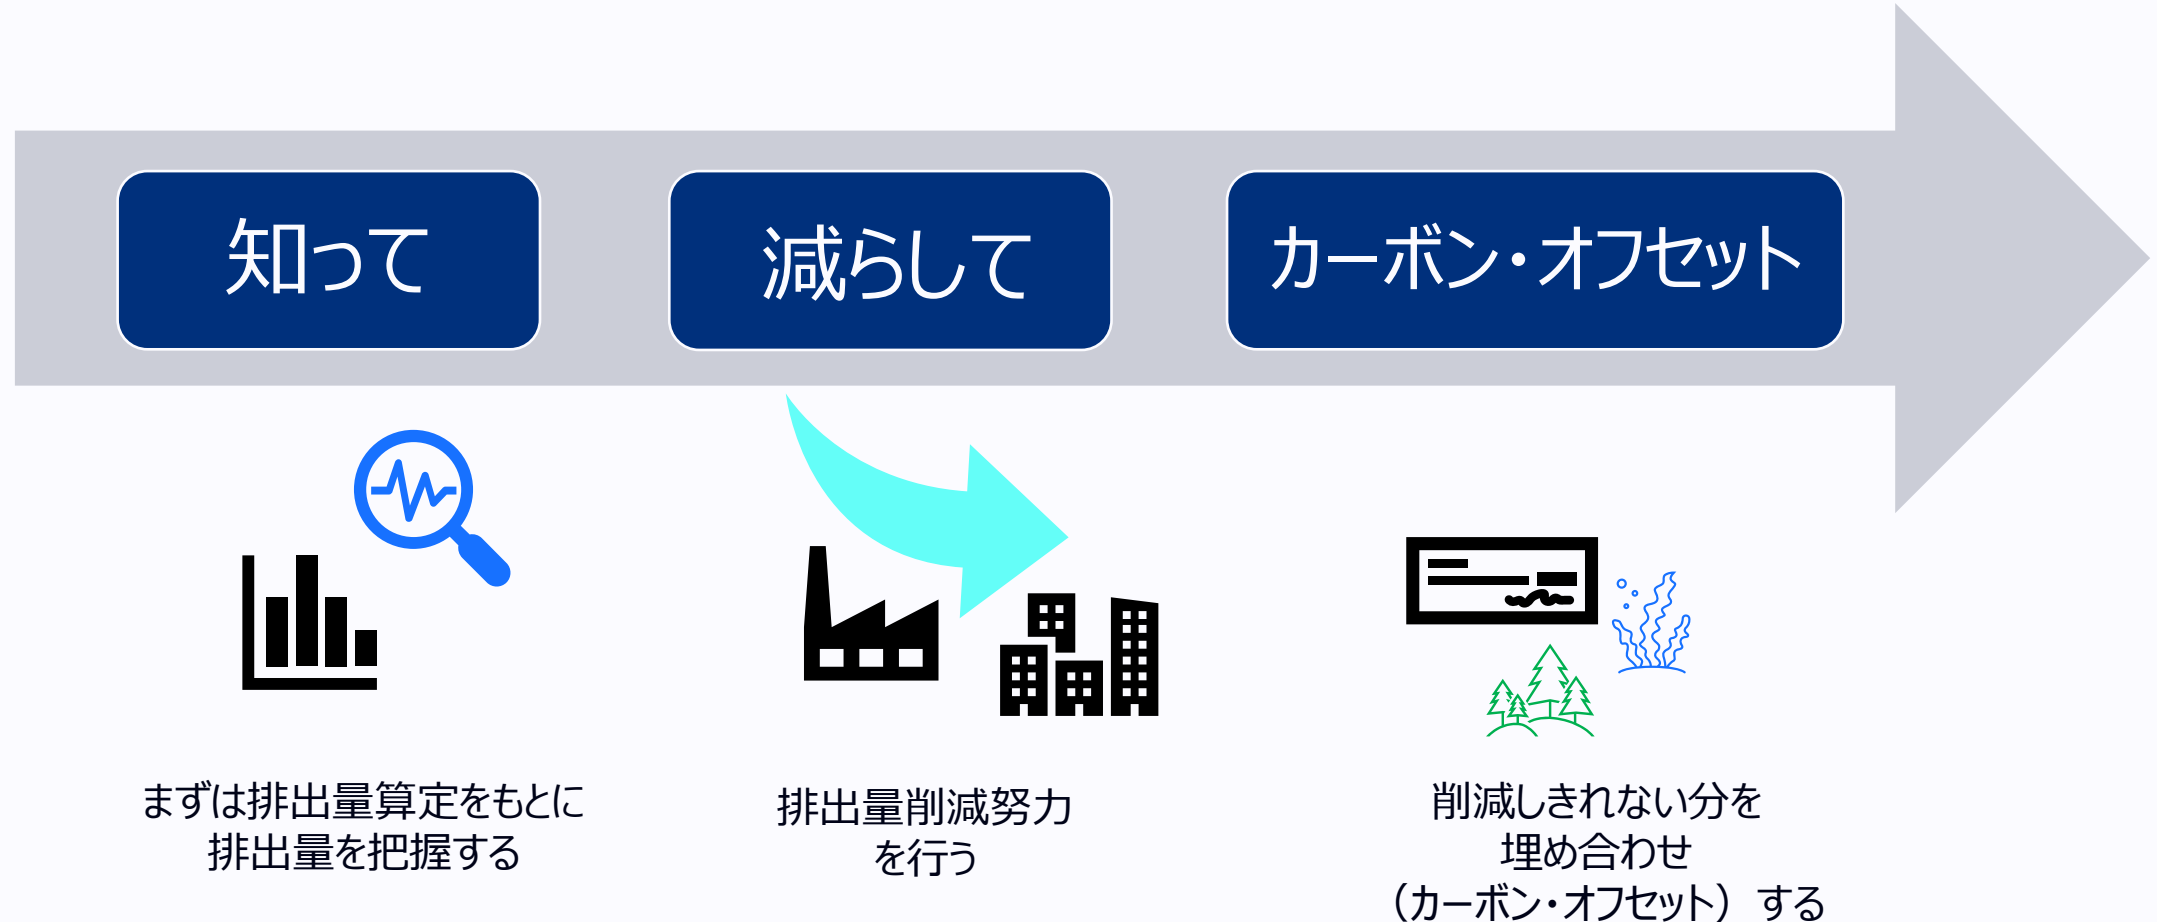 知って
減らして
カーボン・オフセット
まずは排出量算定をもとに
排出量を把握する
排出量削減努力
を行う
削減しきれない分を
埋め合わせ
（カーボン・オフセット）する